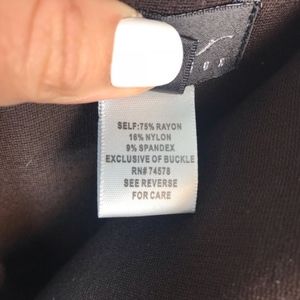 SELF:75% RAYON
16% NYLON
9% SPANDEX
EXCLUSIVE OF BUCKLE
RN# 74578
SEE REVERSE
FOR CARE